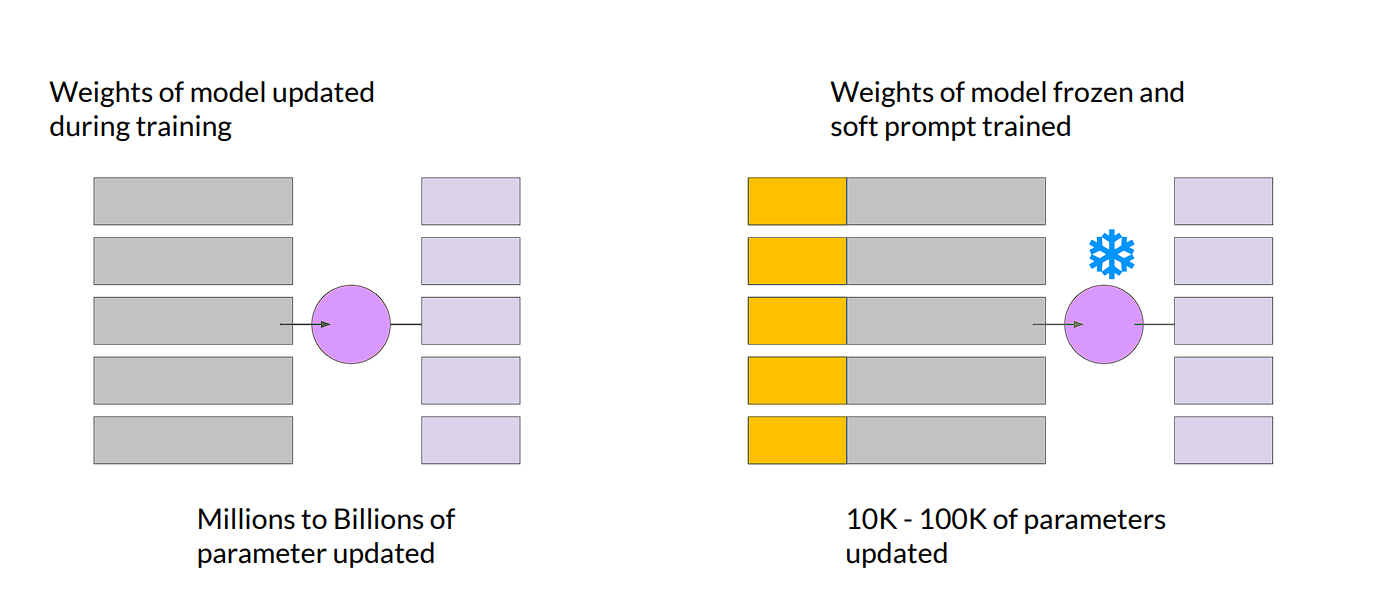 Weights of model updated
during training
Weights of model frozen and
soft prompt trained
Millions to Billions of
parameter updated
10K - 100K of parameters
updated